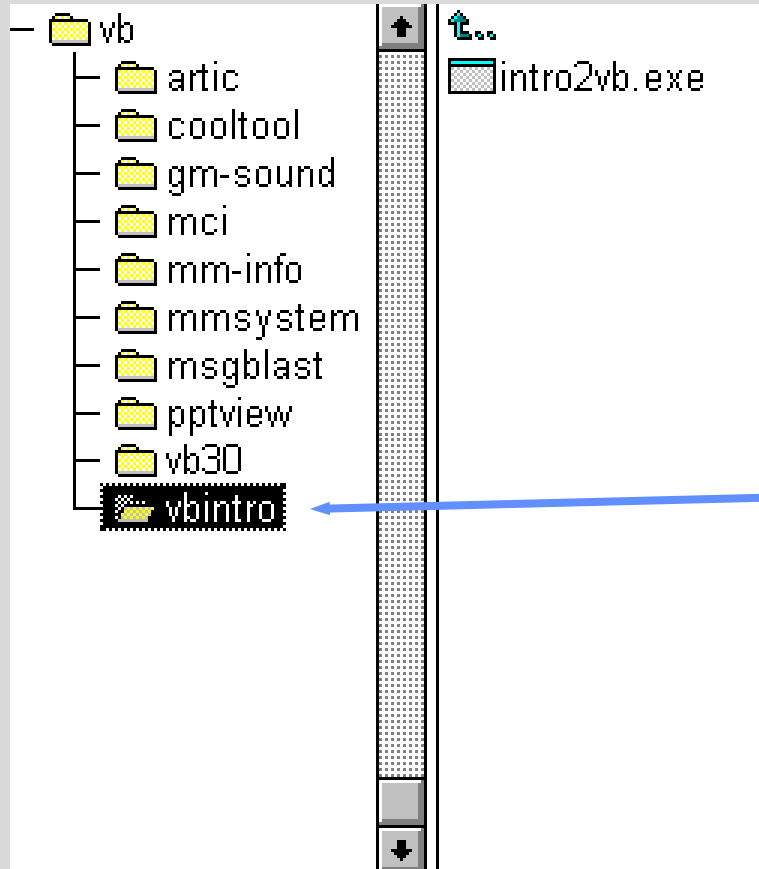 vb
artic
cooltool
gm-sound
mci
mm-info
mmsystem
msgblast
pptview
vb30
vbintro
..
intro2vb.exe